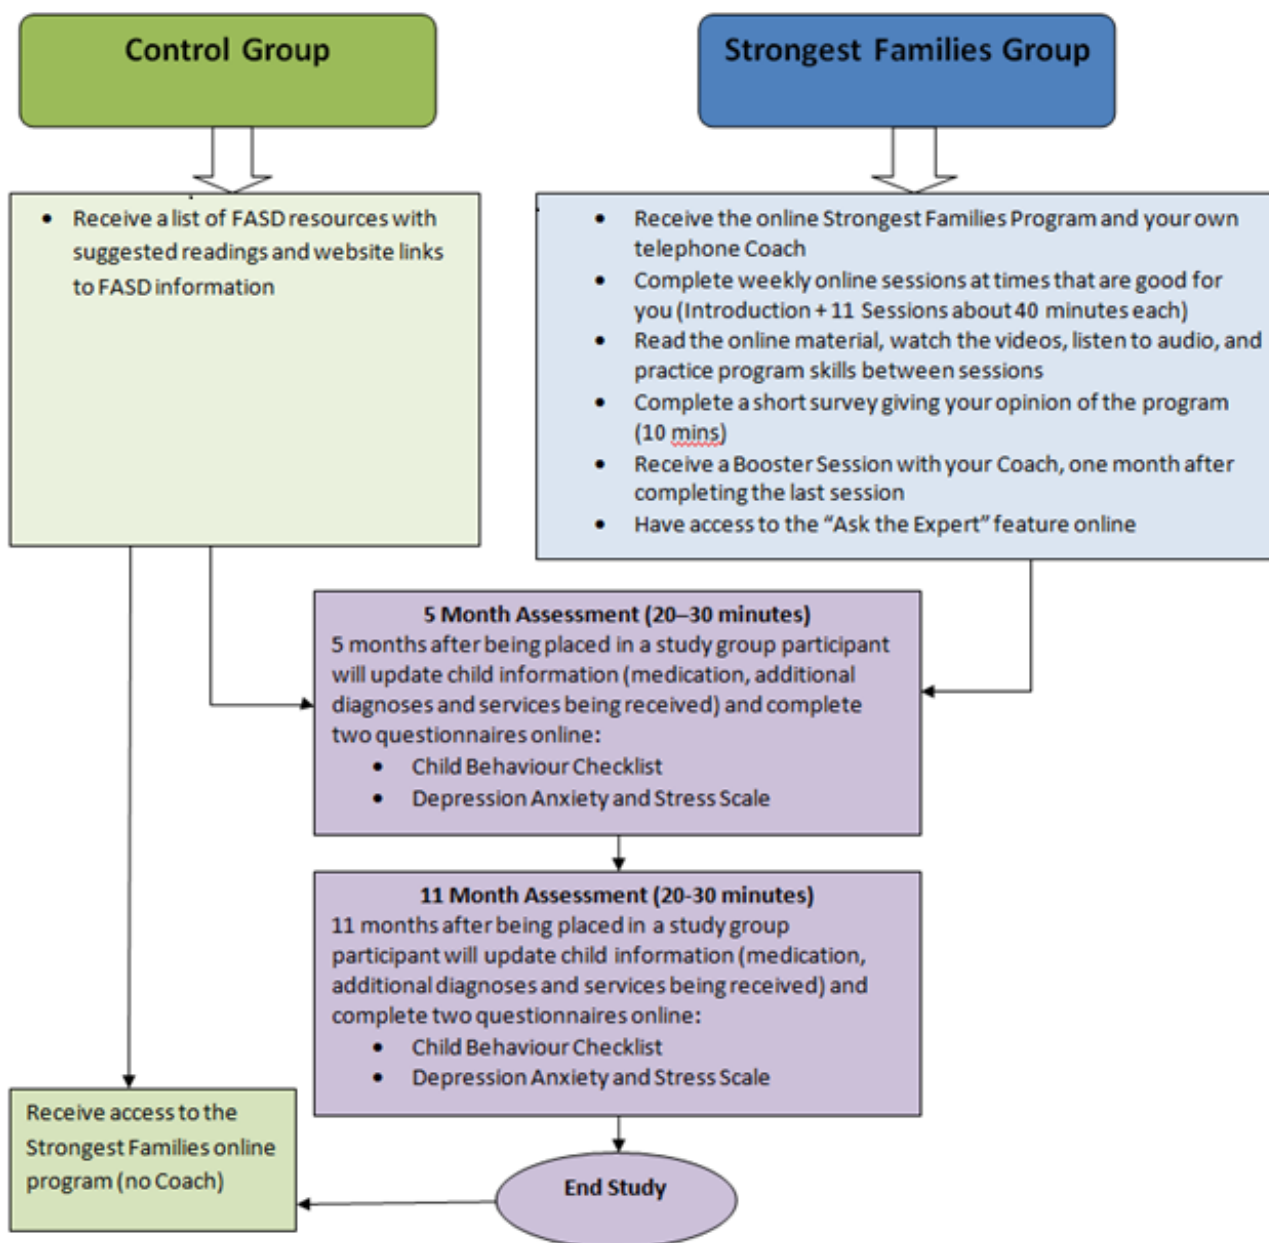 Control Group
Strongest Families Group
• Receive a list of FASD resources with
suggested readings and website links
to FASD information
• Receive the online Strongest Families Program and your own
telephone Coach
• Complete weekly online sessions at times that are good for
you (Introduction + 11 Sessions about 40 minutes each)
• Read the online material, watch the videos, listen to audio, and
practice program skills between sessions
• Complete a short survey giving your opinion of the program
(10 mins)
• Receive a Booster Session with your Coach, one month after
completing the last session
• Have access to the “Ask the Expert” feature online
5 Month Assessment (20–30 minutes)
5 months after being placed in a study group participant
will update child information (medication, additional
diagnoses and services being received) and complete
two questionnaires online:
• Child Behaviour Checklist
• Depression Anxiety and Stress Scale
11 Month Assessment (20-30 minutes)
11 months after being placed in a study group
participant will update child information (medication,
additional diagnoses and services being received) and
complete two questionnaires online:
• Child Behaviour Checklist
• Depression Anxiety and Stress Scale
Receive access to the
Strongest Families online
program (no Coach)
End Study